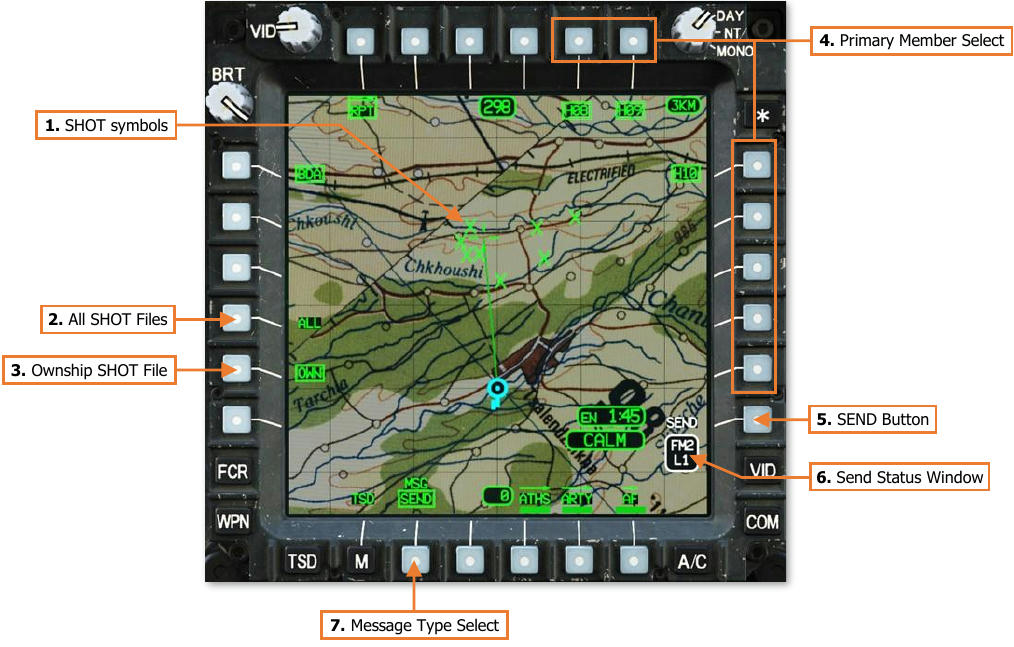 VID
DAY
NT
MONO
4. Primary Member Select
BRT
RPT
298
H08
H09
3KM
*
1. SHOT symbols
BDA
ELECTRIFIED
H10
Chkoushi
Chkhoushi
2. All SHOT Files
ALL
3. Ownship SHOT File
OWN
Tarchla
EN 1:45
SEND
5. SEND Button
CALM
FM2
L1
6. Send Status Window
FCR
VID
MSG
TSD
SEND
0
ATHS
ARTY
AF
WPN
COM
TSD
M
A/C
7. Message Type Select